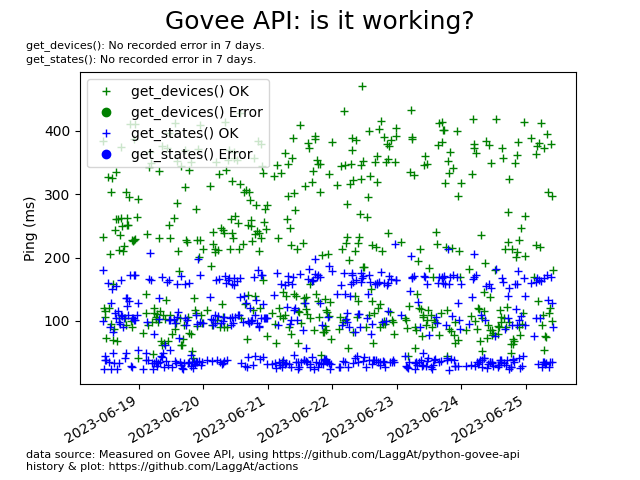 Govee API: is it working?
get_devices(): No recorded error in 7 days.
get_states(): No recorded error in 7 days.
get_devices() OK
get_devices() Error
get_states() OK
get_states() Error
Ping (ms)
400
300
200
100
2023-06-19
2023-06-20
2023-06-21
2023-06-22
2023-06-23
2023-06-24
2023-06-25
data source: Measured on Govee API, using https://github.com/LaggAt/python-govee-api
history & plot: https://github.com/LaggAt/actions